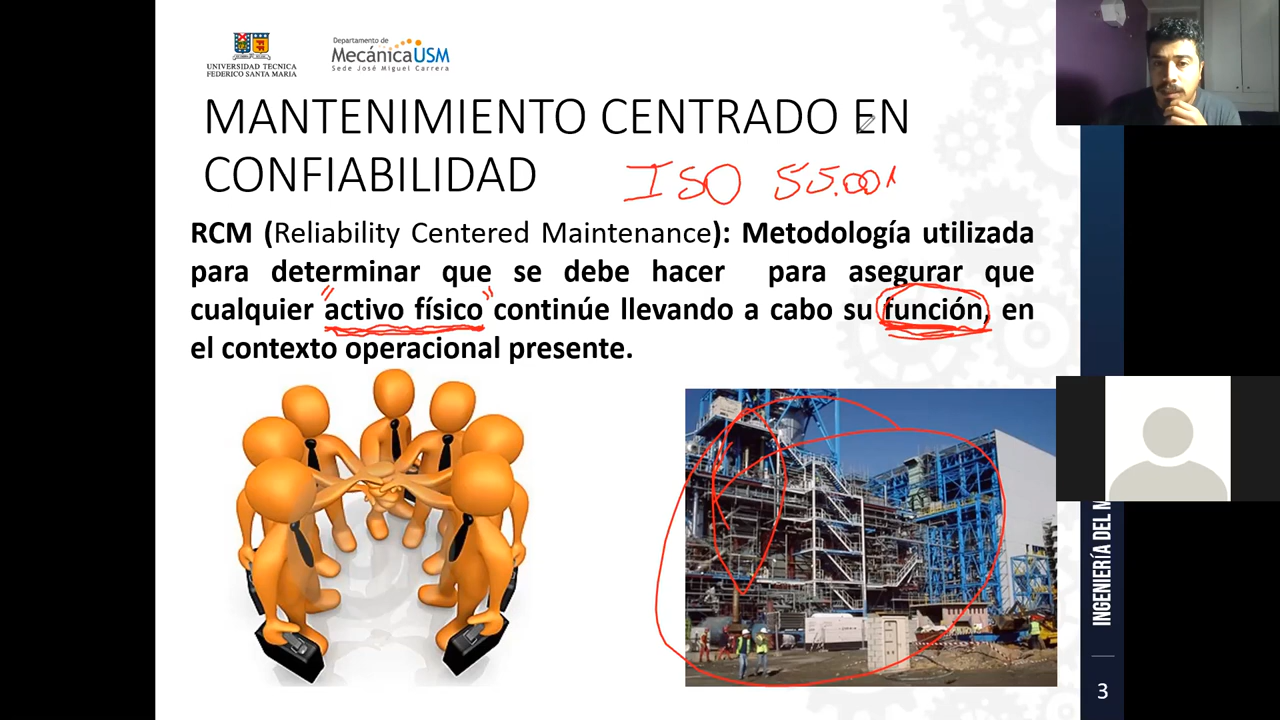 UNIVERSIDAD TECNICA
FEDERICO SANTA MARIA
Departamento de
MecánicaUSM
Sede José Miguel Carrera
MANTENIMIENTO CENTRADO EN
CONFIABILIDAD
ISO 55.001
RCM (Reliability Centered Maintenance): Metodología utilizada
para determinar que se debe hacer para asegurar que
cualquier "activo físico" continúe llevando a cabo su función, en
el contexto operacional presente.
INGENIERÍA DEL M
3